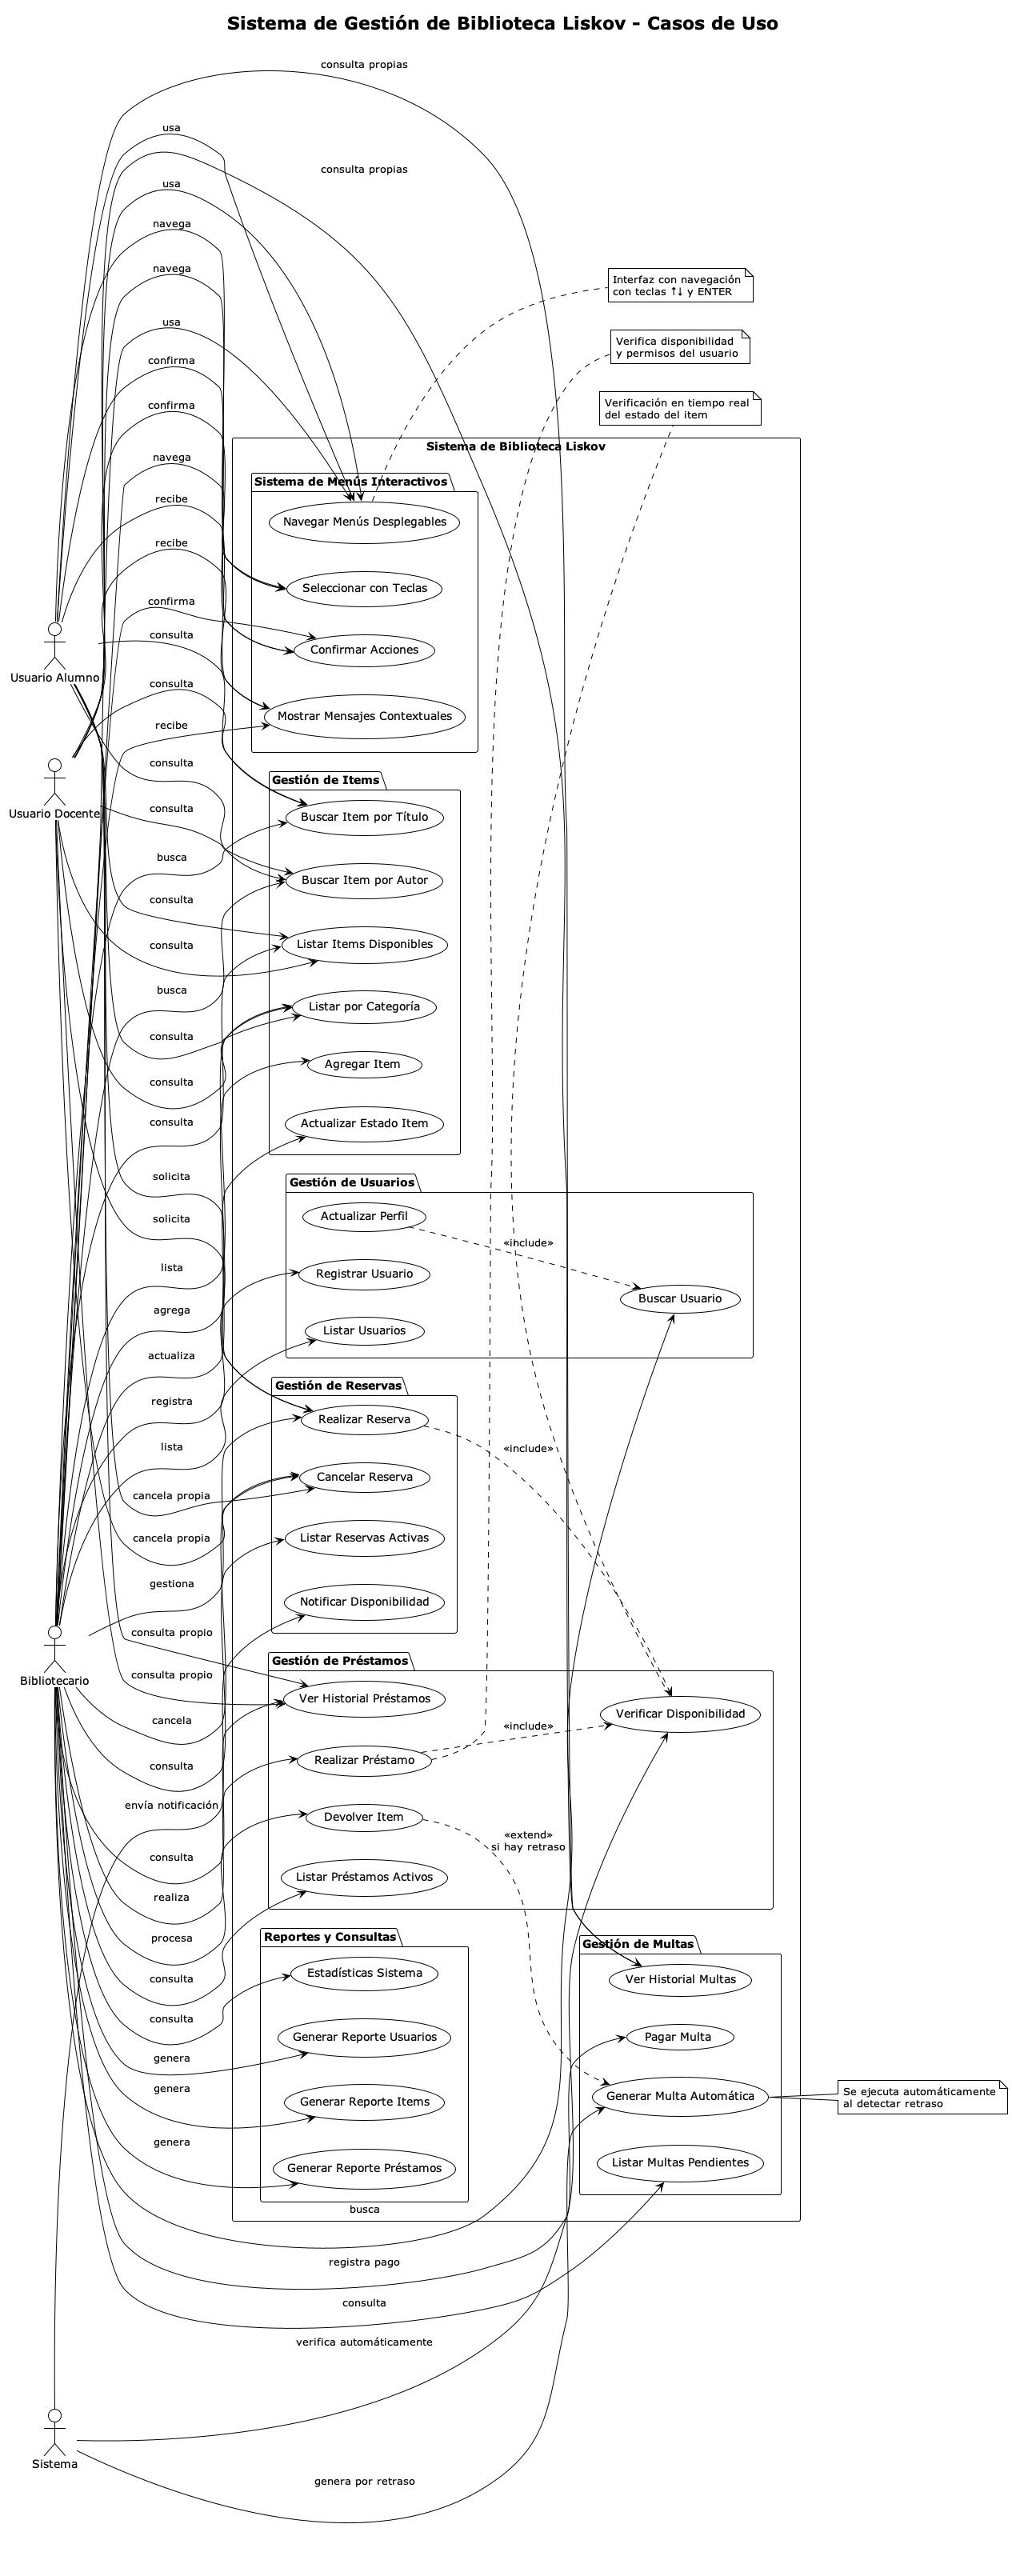 Sistema de Gestión de Biblioteca Liskov - Casos de Uso
consulta propias
usa
consulta propias
usa
navega
navega
Interfaz con navegación
con teclas ↑↓ y ENTER
usa
Verifica disponibilidad
y permisos del usuario
confirma
confirma
Verificación en tiempo real
del estado del item
Sistema de Biblioteca Liskov
navega
Sistema de Menús Interactivos
recibe
Navegar Menús Desplegables
recibe
Seleccionar con Teclas
confirma
consulta
Confirmar Acciones
Usuario Alumno
consulta
Mostrar Mensajes Contextuales
recibe
consulta
Gestión de Items
consulta
Usuario Docente
Buscar Item por Título
busca
Buscar Item por Autor
consulta
consulta
Listar Items Disponibles
busca
Listar por Categoría
consulta
Agregar Item
consulta
consulta
Actualizar Estado Item
solicita
Gestión de Usuarios
solicita
Actualizar Perfil
«include»
lista
Registrar Usuario
Buscar Usuario
agrega
Listar Usuarios
actualiza
Gestión de Reservas
registra
Realizar Reserva
lista
«include»
Cancelar Reserva
cancela propia
cancela propia
Listar Reservas Activas
gestiona
Notificar Disponibilidad
consulta propio
Gestión de Préstamos
consulta propio
Bibliotecario
Ver Historial Préstamos
Verificar Disponibilidad
cancela
«include»
consulta
Realizar Préstamo
envía notificación
Devolver Item
«extend»
si hay retraso
consulta
Listar Préstamos Activos
realiza
procesa
Reportes y Consultas
Gestión de Multas
consulta
Estadísticas Sistema
Ver Historial Multas
consulta
Generar Reporte Usuarios
Pagar Multa
genera
genera
Generar Multa Automática
Se ejecuta automáticamente
al detectar retraso
Generar Reporte Items
genera
Listar Multas Pendientes
Generar Reporte Préstamos
busca
registra pago
consulta
verifica automáticamente
Sistema
genera por retraso